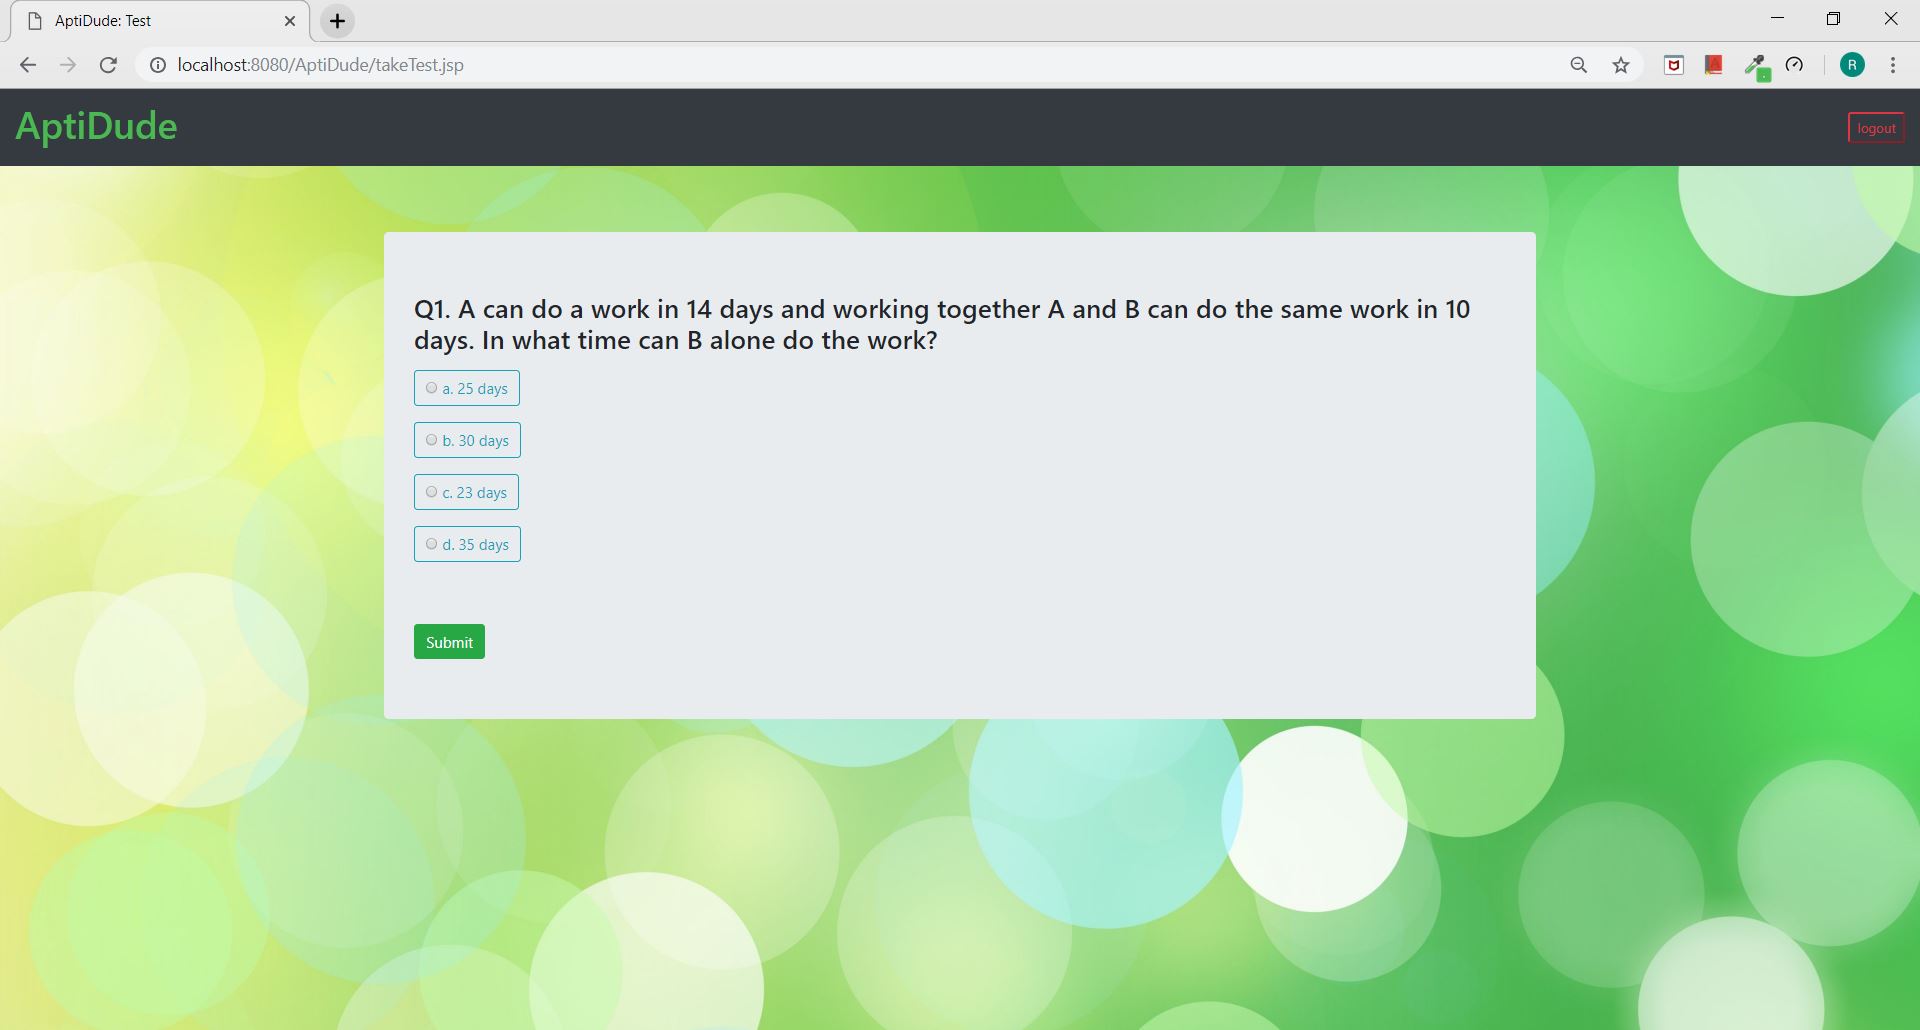 AptiDude: Test
localhost:8080/AptiDude/takeTest.jsp
R
AptiDude
logout
Q1. A can do a work in 14 days and working together A and B can do the same work in 10
days. In what time can B alone do the work?
a. 25 days
b. 30 days
c. 23 days
d. 35 days
Submit